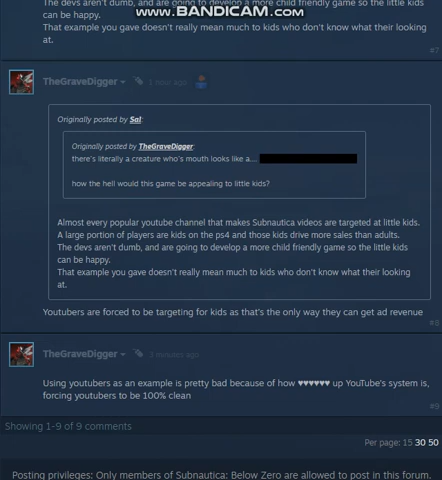 The devs aren't dumb, and are going to develop a more child friendly game so the little kids
www.BANDICAM.com
can be happy.
That example you gave doesn't really mean much to kids who don't know what their looking
at.
#7
TheGraveDigger
1 hour ago
Originally posted by Sal:
Originally posted by TheGraveDigger:
there's literally a creature who's mouth looks like a...
how the hell would this game be appealing to little kids?
Almost every popular youtube channel that makes Subnautica videos are targeted at little kids.
A large portion of players are kids on the ps4 and those kids drive more sales than adults.
The devs aren't dumb, and are going to develop a more child friendly game so the little kids
can be happy.
That example you gave doesn't really mean much to kids who don't know what their looking
at.
Youtubers are forced to be targeting for kids as that's the only way they can get ad revenue
#8
TheGraveDigger
3 minutes ago
Using youtubers as an example is pretty bad because of how ♥♥♥♥♥♥ up YouTube's system is,
forcing youtubers to be 100% clean
#9
Showing 1-9 of 9 comments
Per page: 15 30 50
Posting privileges: Only members of Subnautica: Below Zero are allowed to post in this forum.